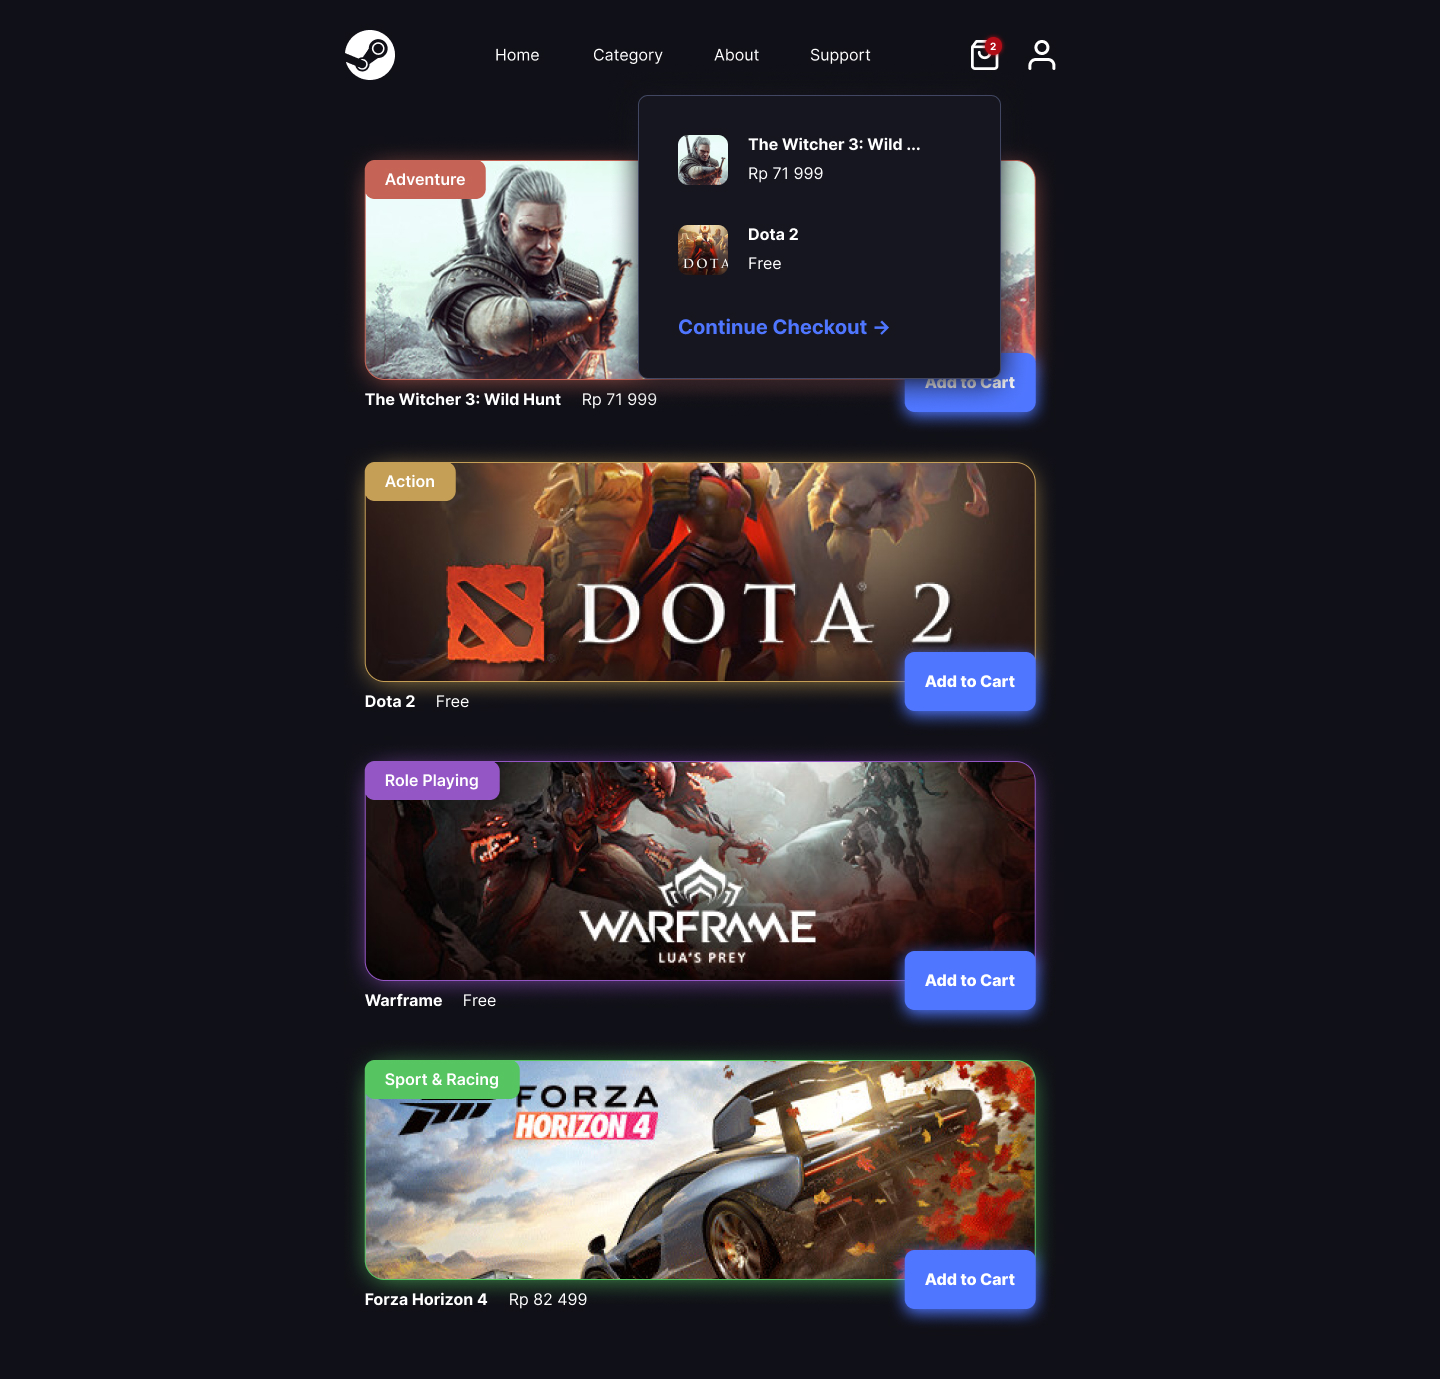 Home Category About Support
2
The Witcher 3: Wild ...
Rp 71 999
DOTA
Dota 2
Free
Continue Checkout →
Adventure
Add to Cart
The Witcher 3: Wild Hunt Rp 71 999
Action
DOTA 2
Add to Cart
Dota 2 Free
Role Playing
WARFRAME
LUA'S PREY
Add to Cart
Warframe Free
Sport & Racing
FORZA
HORIZON 4
Add to Cart
Forza Horizon 4 Rp 82 499